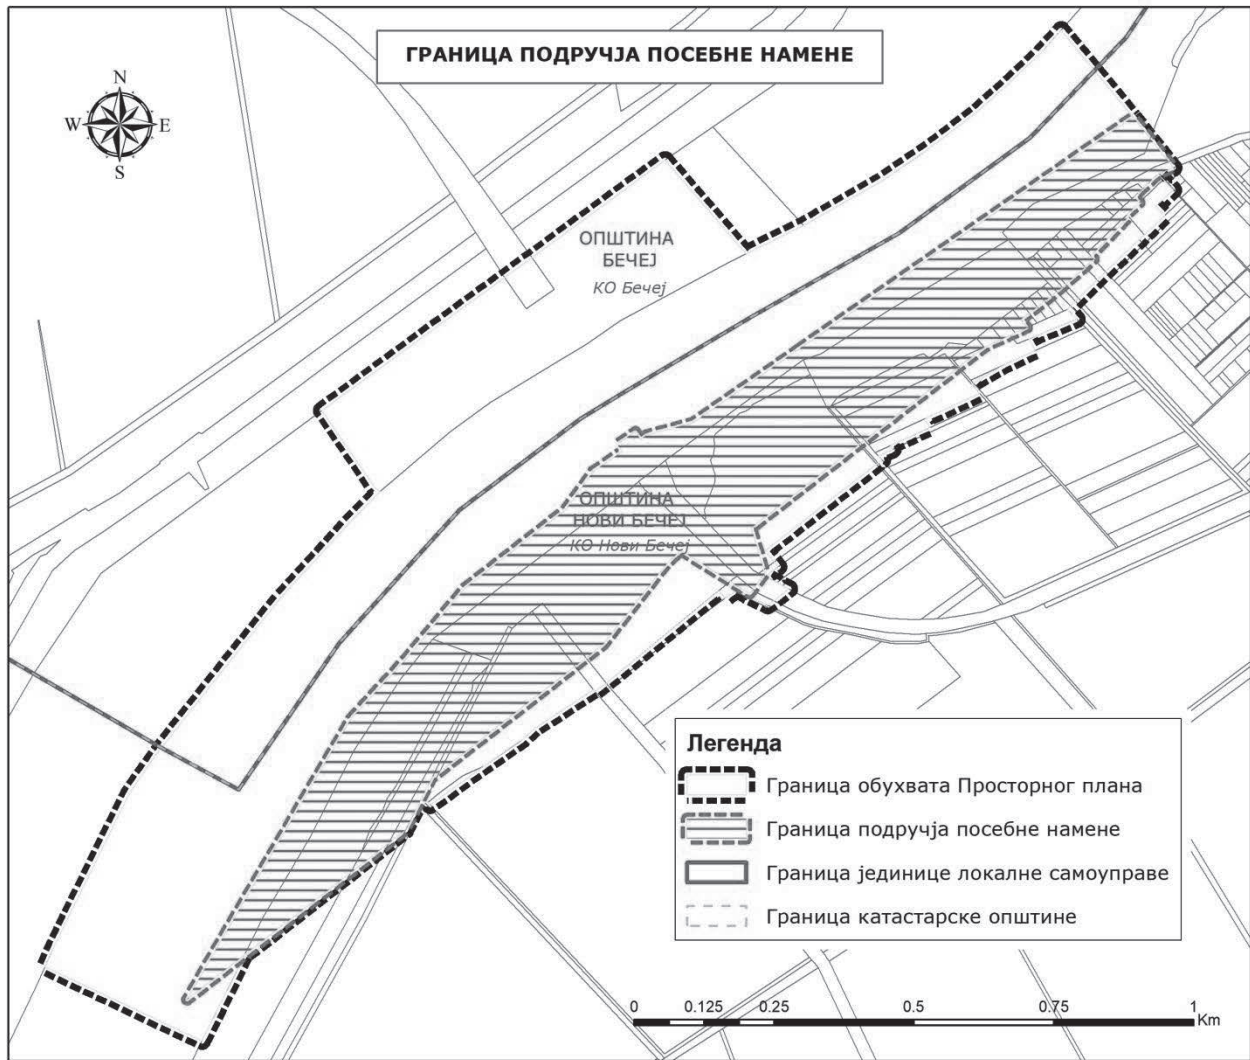 ГРАНИЦА ПОДРУЧЈА ПОСЕБНЕ НАМЕНЕ
N
W E
S
ОПШТИНА
БЕЧЕЈ
КО Бечеј
ОПШТИНА
НОВИ БЕЧЕЈ
КО Нови Бечеј
Легенда
Граница обухвата Просторног плана
Граница подручја посебне намене
Граница јединице локалне самоуправе
Граница катастарске општине
0 0.125 0.25 0.5 0.75 1
Km